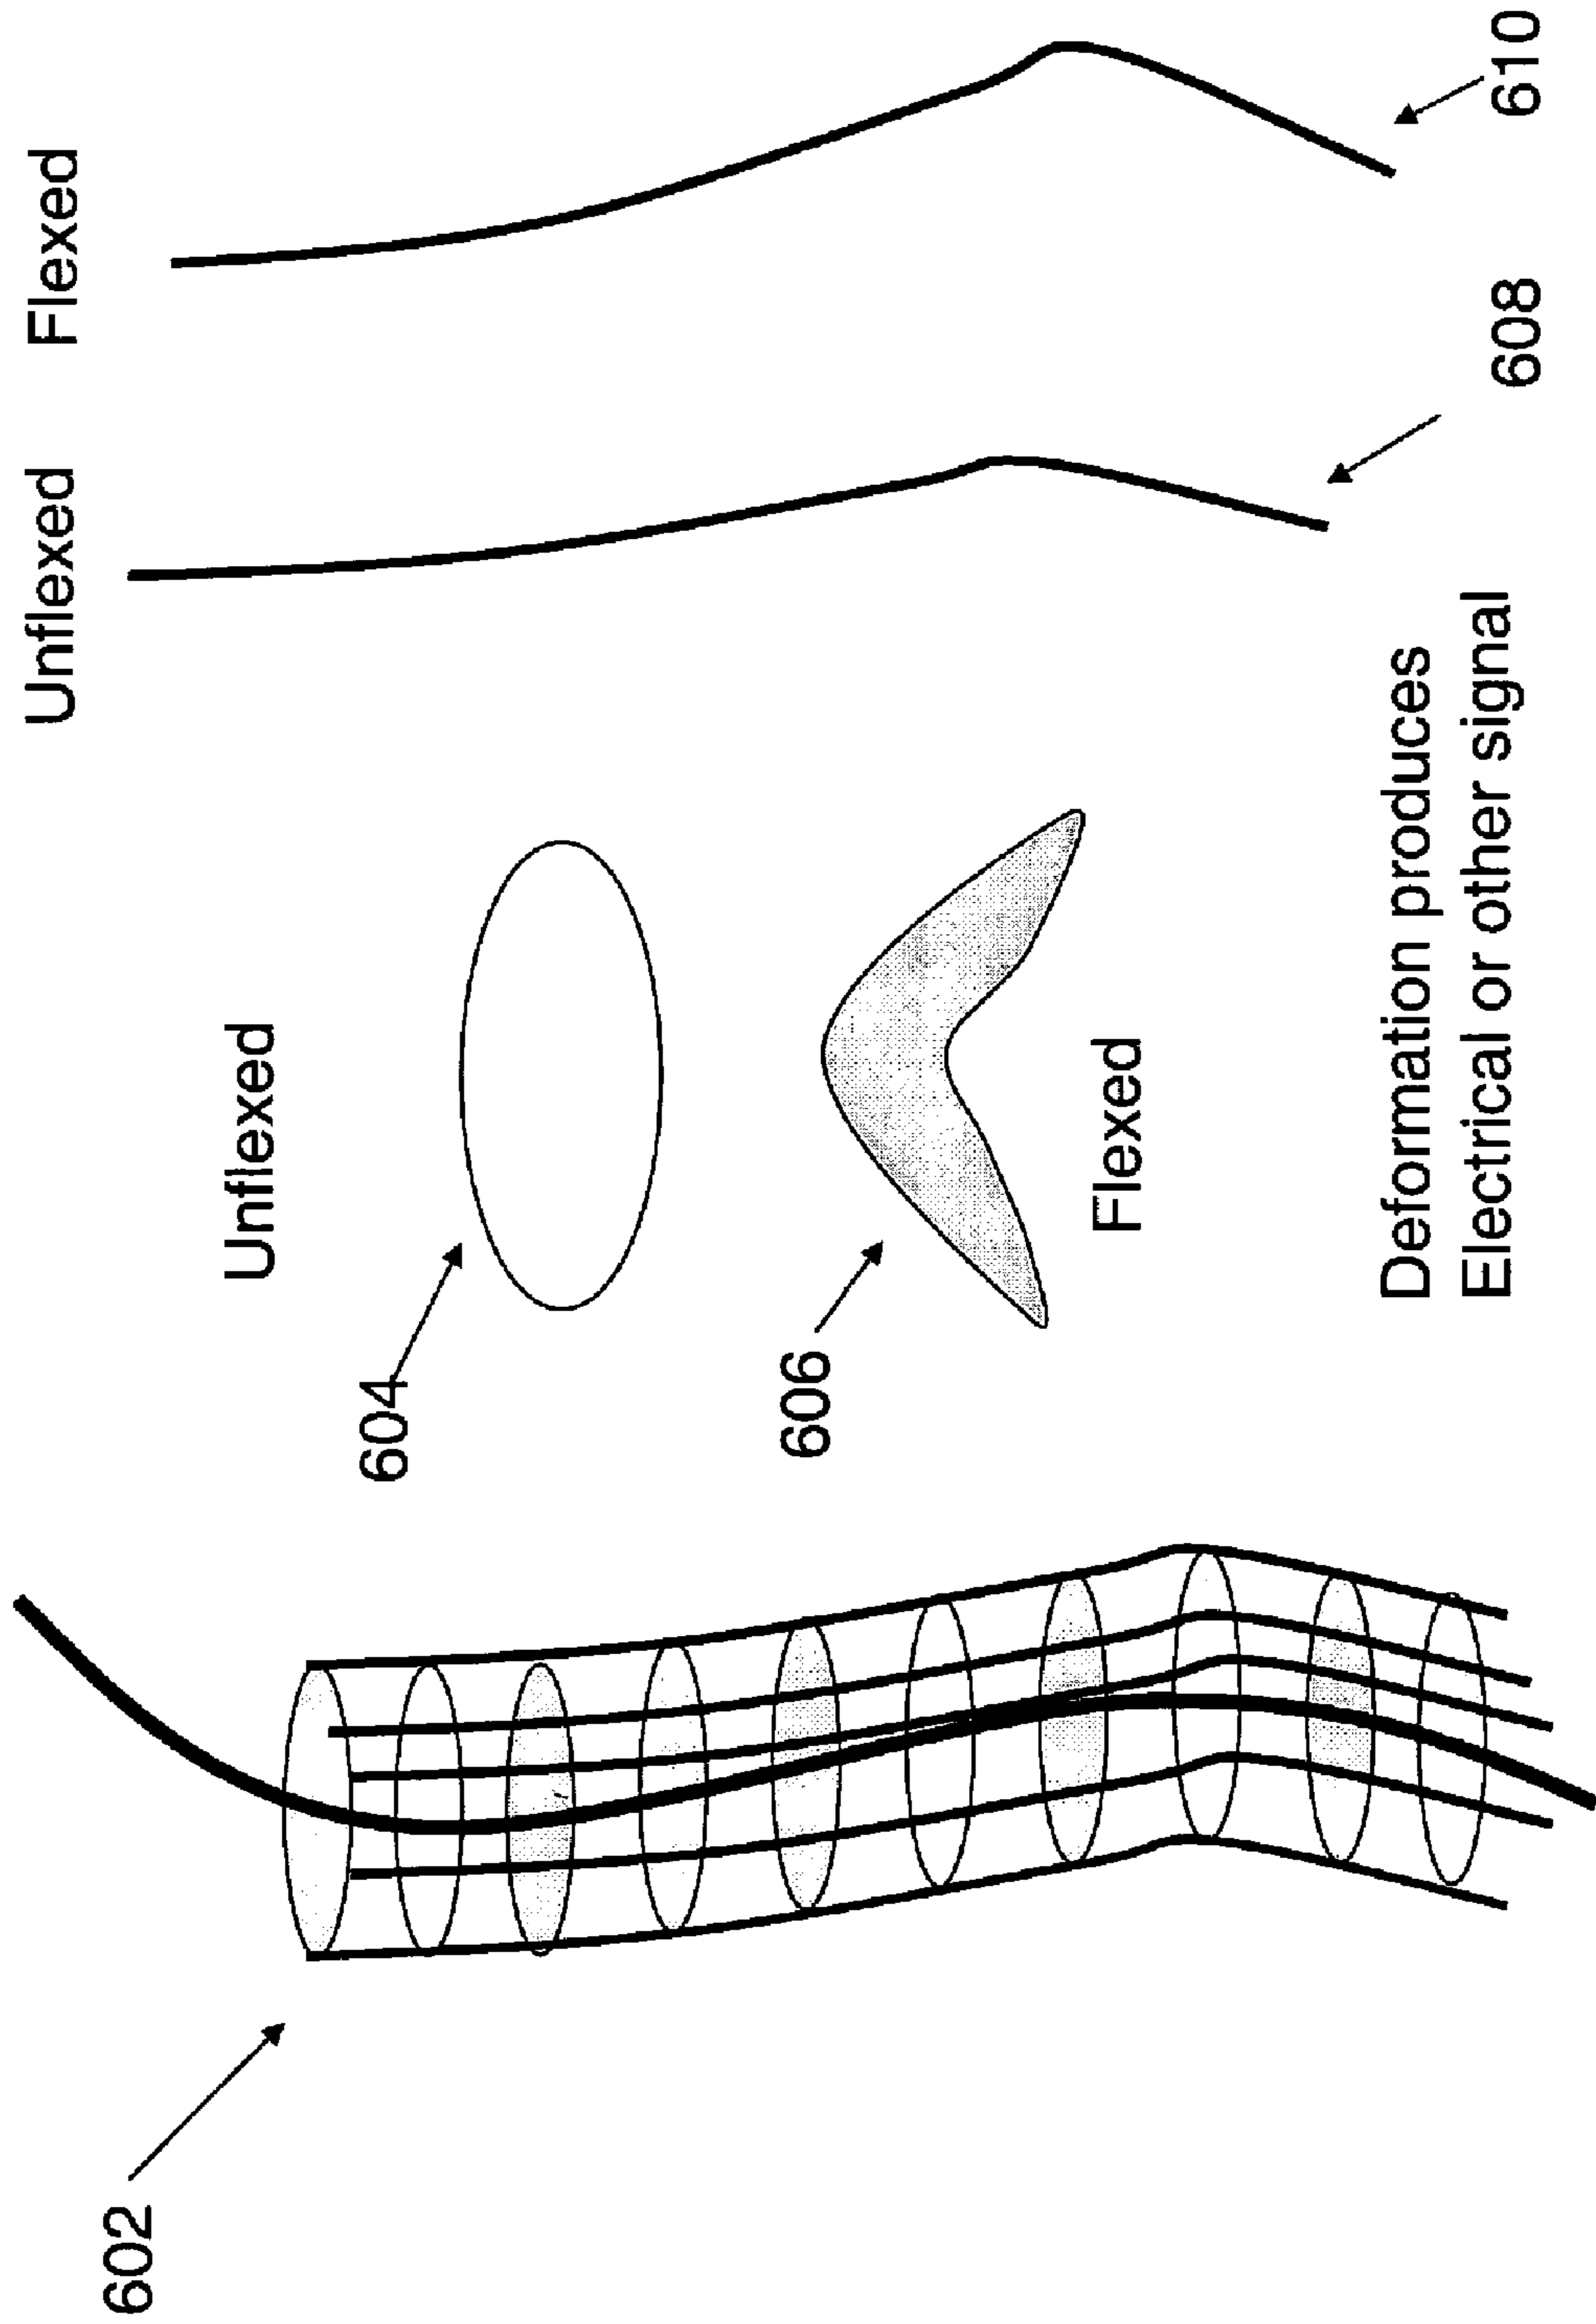 602
604
Unflexed
606
Flexed
Deformation produces
Electrical or other signal
Unflexed
608
Flexed
610